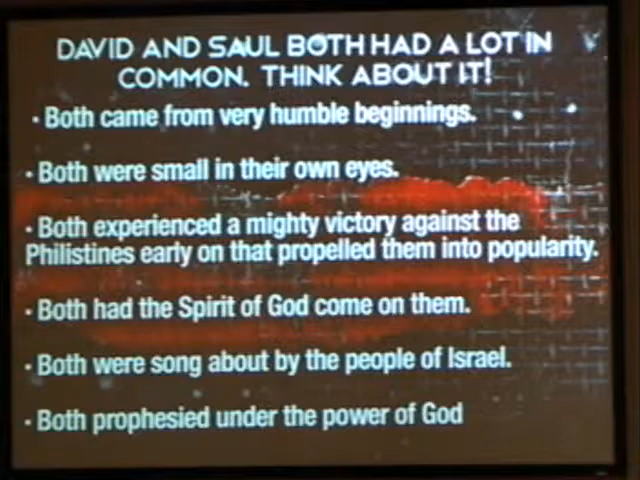 DAVID AND SAUL BOTH HAD A LOT IN
COMMON. THINK ABOUT IT!
• Both came from very humble beginnings.
• Both were small in their own eyes.
• Both experienced a mighty victory against the
Philistines early on that propelled them into popularity.
• Both had the Spirit of God come on them.
• Both were song about by the people of Israel.
• Both prophesied under the power of God